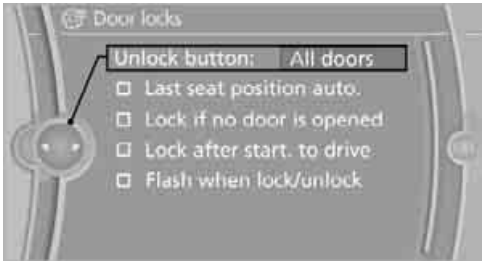 Door locks
Unlock button: All doors
Last seat position auto.
Lock if no door is opened
Lock after start. to drive
Flash when lock/unlock